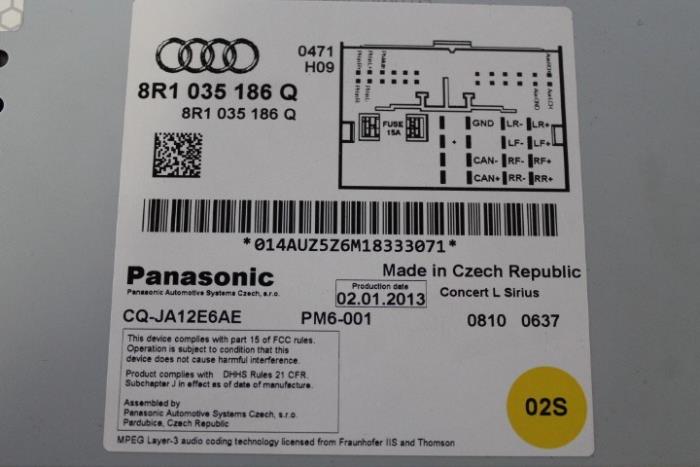 0471
H09
8R1 035 186 Q
8R1 035 186 Q
FUSE
15A
GND LR- LR+
LF- LF+
CAN- RF- RF+
CAN+ RR- RR+
*014AUZ5Z6M18333071*
Panasonic
Panasonic Automotive Systems Czech, s.r.o.
Made in Czech Republic
Production date
02.01.2013
Concert L Sirius
CQ-JA12E6AE PM6-001 0810 0637
This device complies with part 15 of FCC rules.
Operation is subject to condition that this
device does not cause harmful interference.
Product complies with DHHS Rules 21 CFR.
Subchapter J in effect as of date of manufacture.
Assembled by
Panasonic Automotive Systems Czech, s.r.o.
Pardubice, Czech Republic
02S
MPEG Layer-3 audio coding technology licensed from Fraunhofer IIS and Thomson